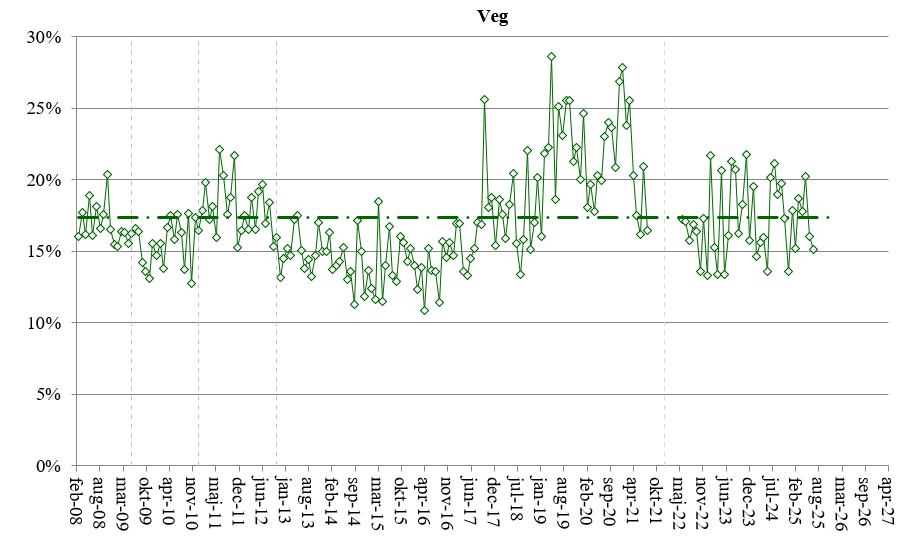 Veg
30%
25%
20%
15%
10%
5%
0%
feb-08
aug-08
mar-09
okt-09
apr-10
nov-10
maj-11
dec-11
jun-12
jan-13
aug-13
feb-14
sep-14
mar-15
okt-15
apr-16
nov-16
maj-17
dec-17
jul-18
jan-19
aug-19
feb-20
sep-20
apr-21
okt-21
maj-22
nov-22
jun-23
dec-23
jul-24
feb-25
aug-25
mar-26
sep-26
apr-27